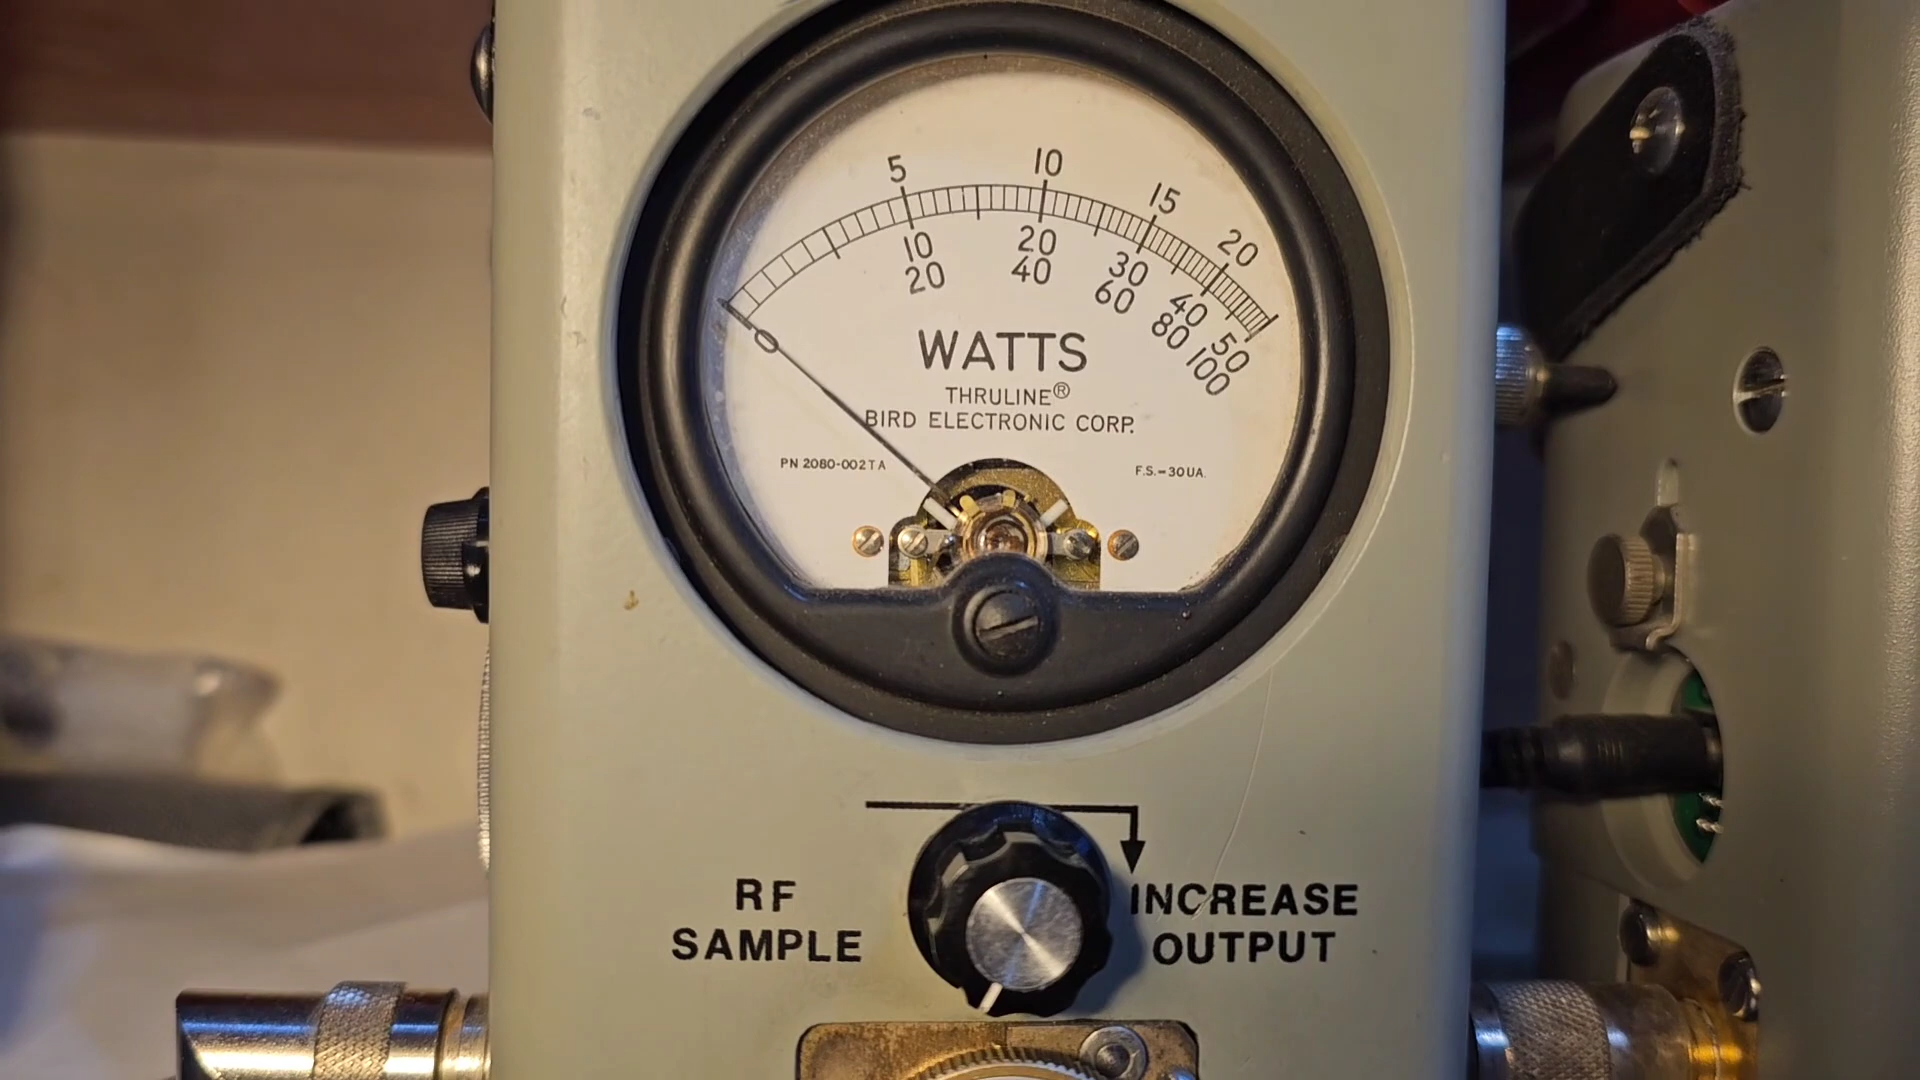 5 10 15 20
10 20 30 40 50
20 40 60 80 100
0
WATTS
THRULINE®
BIRD ELECTRONIC CORP.
PN 2080-002TA F.S.=30UA.
RF INCREASE
SAMPLE OUTPUT